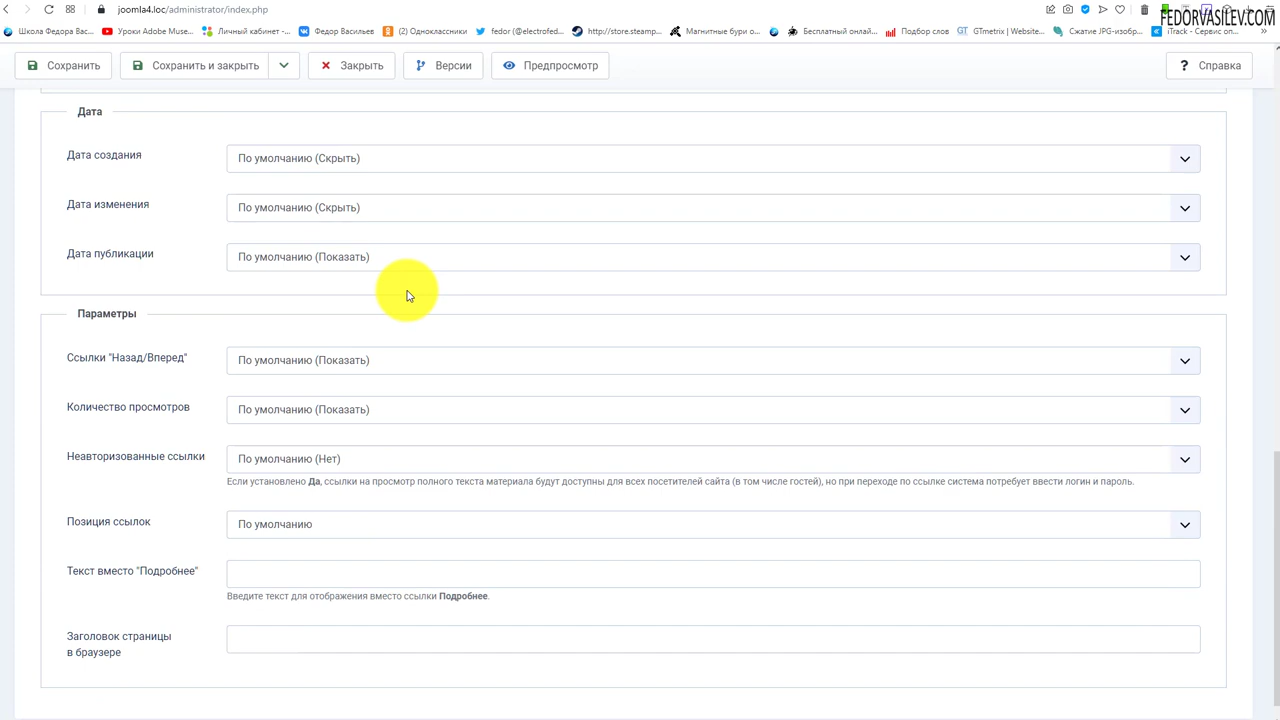 joomla4.loc/administrator/index.php
FEDORVASILEV.COM
Школа Федора Вас...
Уроки Adobe Muse...
Личный кабинет -...
Федор Васильев
(2) Одноклассники
fedor (@electrofed...
http://store.steamp...
Магнитные бури о...
Бесплатный онлай...
Подбор слов
GTmetrix | Website...
Сжатие JPG-изобр...
iTrack - Сервис оп...
Сохранить
Сохранить и закрыть
Закрыть
Версии
Предпросмотр
Справка
Дата
Дата создания
По умолчанию (Скрыть)
Дата изменения
По умолчанию (Скрыть)
Дата публикации
По умолчанию (Показать)
Параметры
Ссылки "Назад/Вперед"
По умолчанию (Показать)
Количество просмотров
По умолчанию (Показать)
Неавторизованные ссылки
По умолчанию (Нет)
Если установлено Да, ссылки на просмотр полного текста материала будут доступны для всех посетителей сайта (в том числе гостей), но при переходе по ссылке система потребует ввести логин и пароль.
Позиция ссылок
По умолчанию
Текст вместо "Подробнее"
Введите текст для отображения вместо ссылки Подробнее.
Заголовок страницы
в браузере